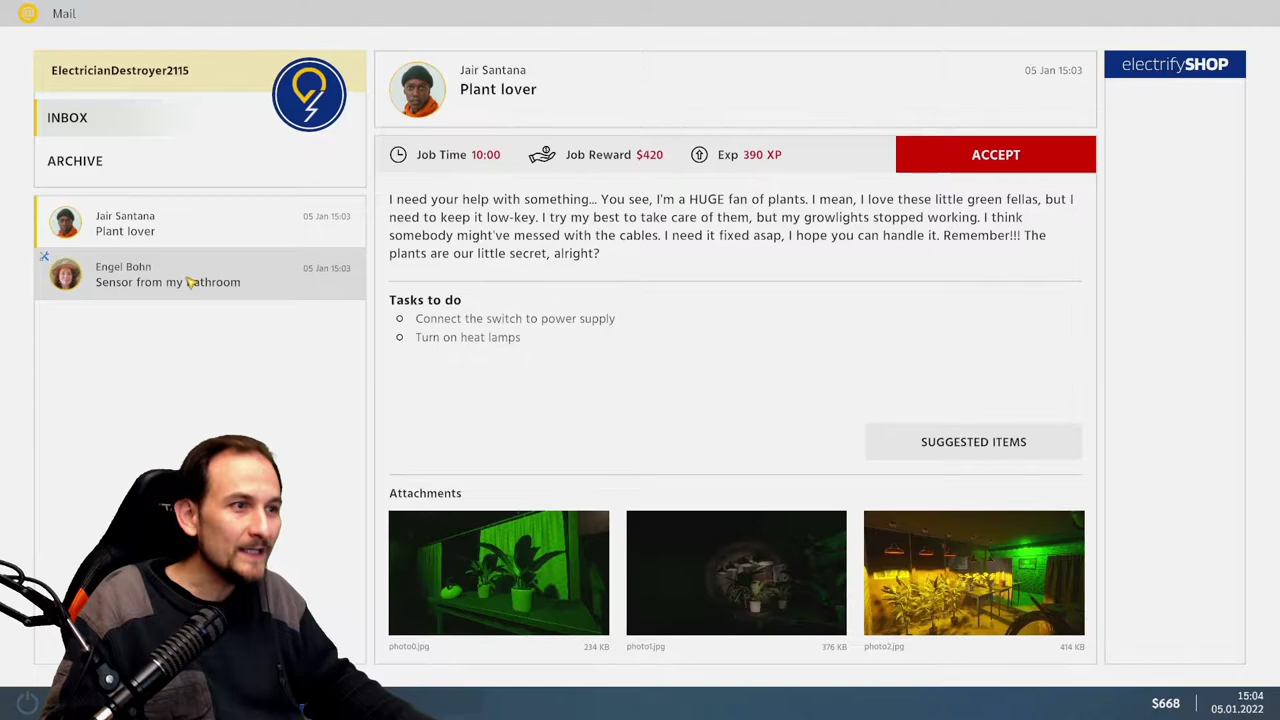 Mail
ElectricianDestroyer2115
INBOX
ARCHIVE
Jair Santana
05 Jan 15:03
Plant lover
Engel Bohn
05 Jan 15:03
Sensor from my bathroom
Jair Santana
05 Jan 15:03
Plant lover
Job Time 10:00
Job Reward $420
Exp 390 XP
ACCEPT
I need your help with something... You see, I'm a HUGE fan of plants. I mean, I love these little green fellas, but I
need to keep it low-key. I try my best to take care of them, but my growlights stopped working. I think
somebody might've messed with the cables. I need it fixed asap, I hope you can handle it. Remember!!! The
plants are our little secret, alright?
Tasks to do
Connect the switch to power supply
Turn on heat lamps
SUGGESTED ITEMS
Attachments
photo0.jpg 234 KB
photo1.jpg 376 KB
photo2.jpg 414 KB
electrifySHOP
$668
15:04
05.01.2022